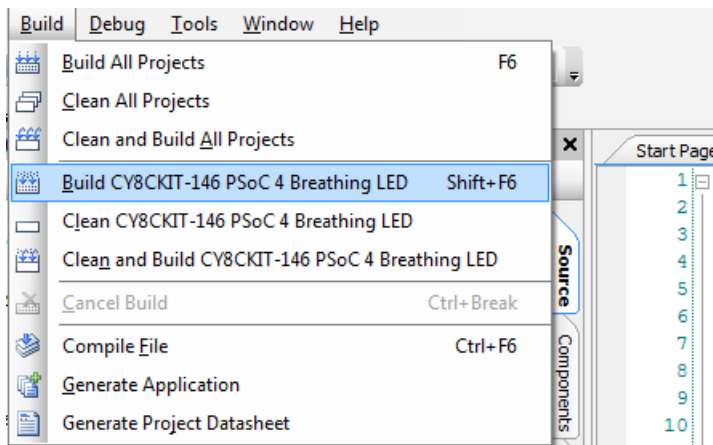 Build Debug Tools Window Help
Build All Projects F6
Clean All Projects
Clean and Build All Projects
Build CY8CKIT-146 PSoC 4 Breathing LED Shift+F6
Clean CY8CKIT-146 PSoC 4 Breathing LED
Clean and Build CY8CKIT-146 PSoC 4 Breathing LED
Cancel Build Ctrl+Break
Compile File Ctrl+F6
Generate Application
Generate Project Datasheet
Source
Components
Start Page
1
2
3
4
5
6
7
8
9
10